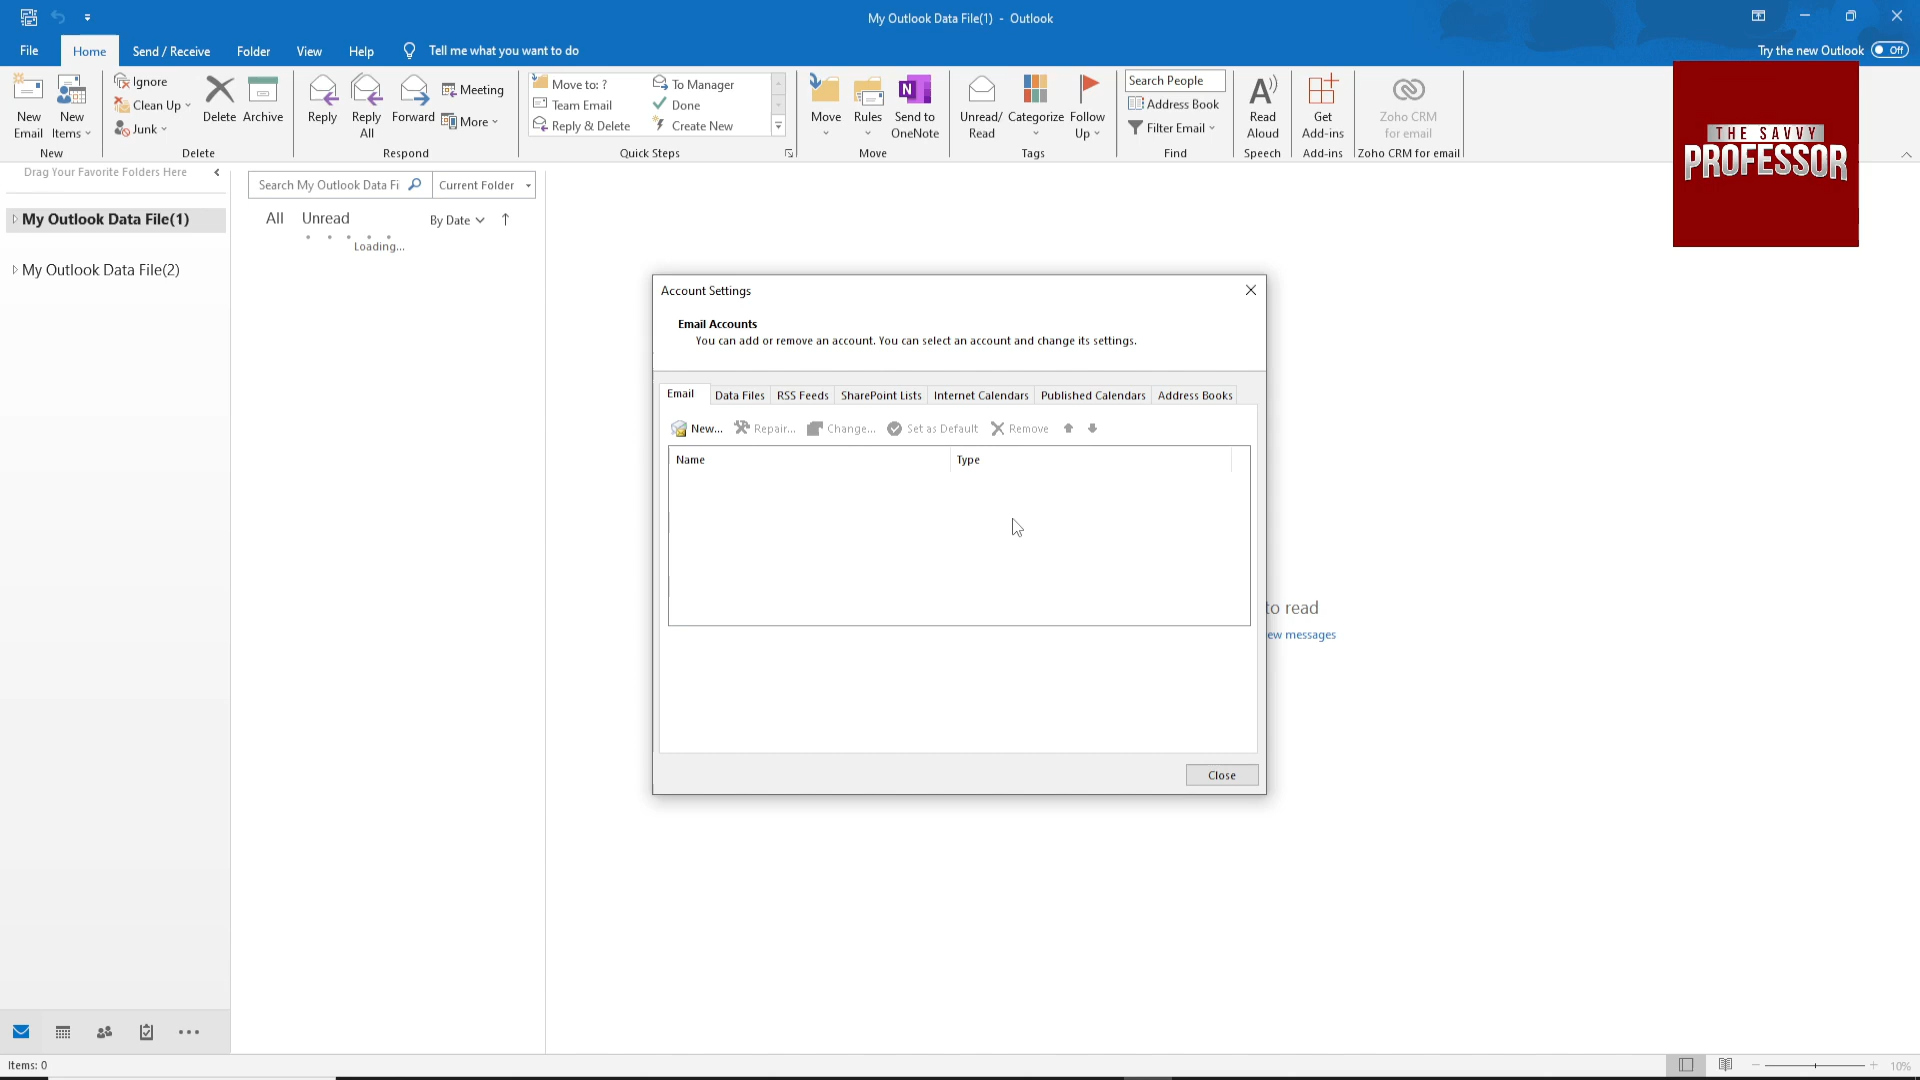 My Outlook Data File(1) - Outlook
File Home Send / Receive Folder View Help Tell me what you want to do
Try the new Outlook Off
New Email
New Items
New
Ignore
Clean Up
Junk
Delete
Archive
Delete
Reply
Reply All
Forward
Meeting
More
Respond
Move to: ?
Team Email
Reply & Delete
To Manager
Done
Create New
Quick Steps
Move
Rules
Send to OneNote
Move
Unread/ Read
Categorize
Follow Up
Tags
Search People
Address Book
Filter Email
Find
Read Aloud
Speech
Get Add-ins
Add-ins
Zoho CRM for email
Zoho CRM for email
THE SAVVY
PROFESSOR
Drag Your Favorite Folders Here
My Outlook Data File(1)
My Outlook Data File(2)
Search My Outlook Data Fi
Current Folder
All Unread By Date
Loading...
Account Settings
Email Accounts
You can add or remove an account. You can select an account and change its settings.
Email Data Files RSS Feeds SharePoint Lists Internet Calendars Published Calendars Address Books
New... Repair... Change... Set as Default Remove
Name Type
to read
ew messages
Close
Items: 0
10%